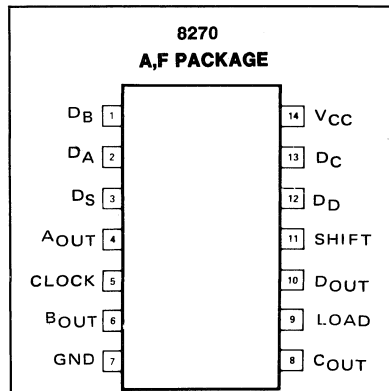 8270
A,F PACKAGE
DB 1 14 VCC
DA 2 13 DC
DS 3 12 DD
AOUT 4 11 SHIFT
CLOCK 5 10 DOUT
BOUT 6 9 LOAD
GND 7 8 COUT